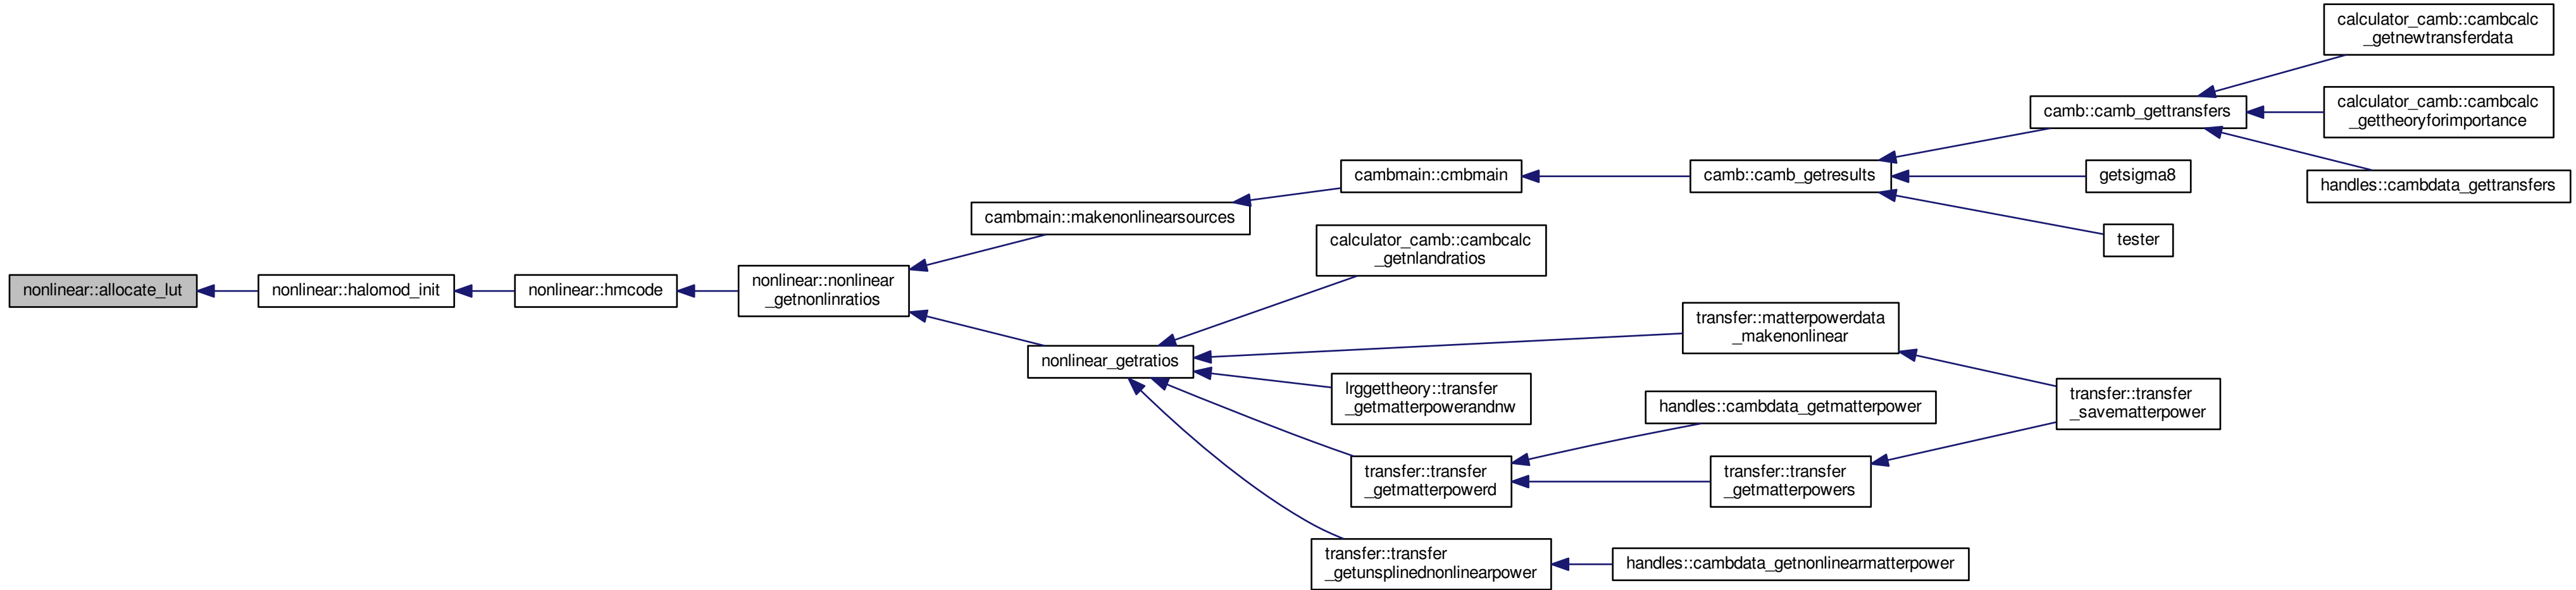 nonlinear::allocate_lut
nonlinear::halomod_init
nonlinear::hmcode
nonlinear::nonlinear
_getnonlinratios
cambmain::makenonlinearsources
cambmain::cmbmain
camb::camb_getresults
camb::camb_gettransfers
calculator_camb::cambcalc
_getnewtransferdata
calculator_camb::cambcalc
_gettheoryforimportance
handles::cambdata_gettransfers
getsigma8
tester
nonlinear_getratios
calculator_camb::cambcalc
_getnlandratios
transfer::matterpowerdata
_makenonlinear
lrggettheory::transfer
_getmatterpowerandnw
transfer::transfer
_getmatterpowerd
handles::cambdata_getmatterpower
transfer::transfer
_getmatterpowers
transfer::transfer
_savematterpower
transfer::transfer
_getunsplinednonlinearpower
handles::cambdata_getnonlinearmatterpower